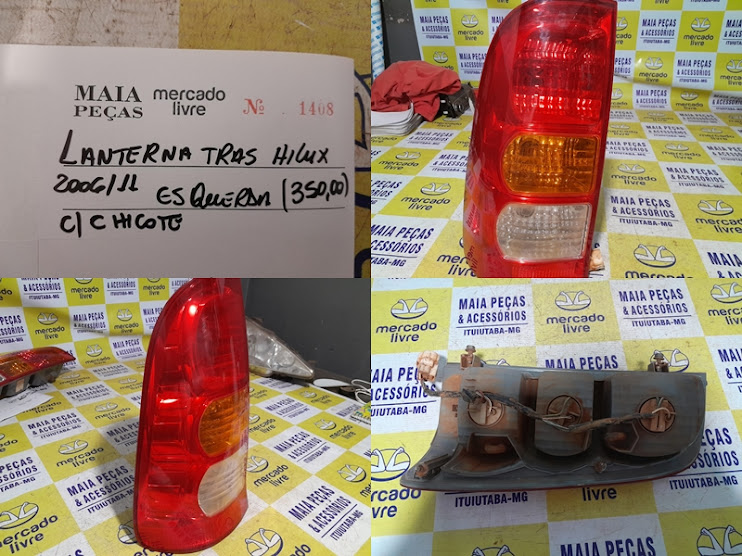 MAIA PEÇAS
mercado livre
Nº 1408
LANTERNA TRAS HILUX
2006/11 ESQUERDA (350,00)
C/ CHICOTE
MAIA PEÇAS
& ACESSÓRIOS
ITUIUTABA-MG
mercado
livre